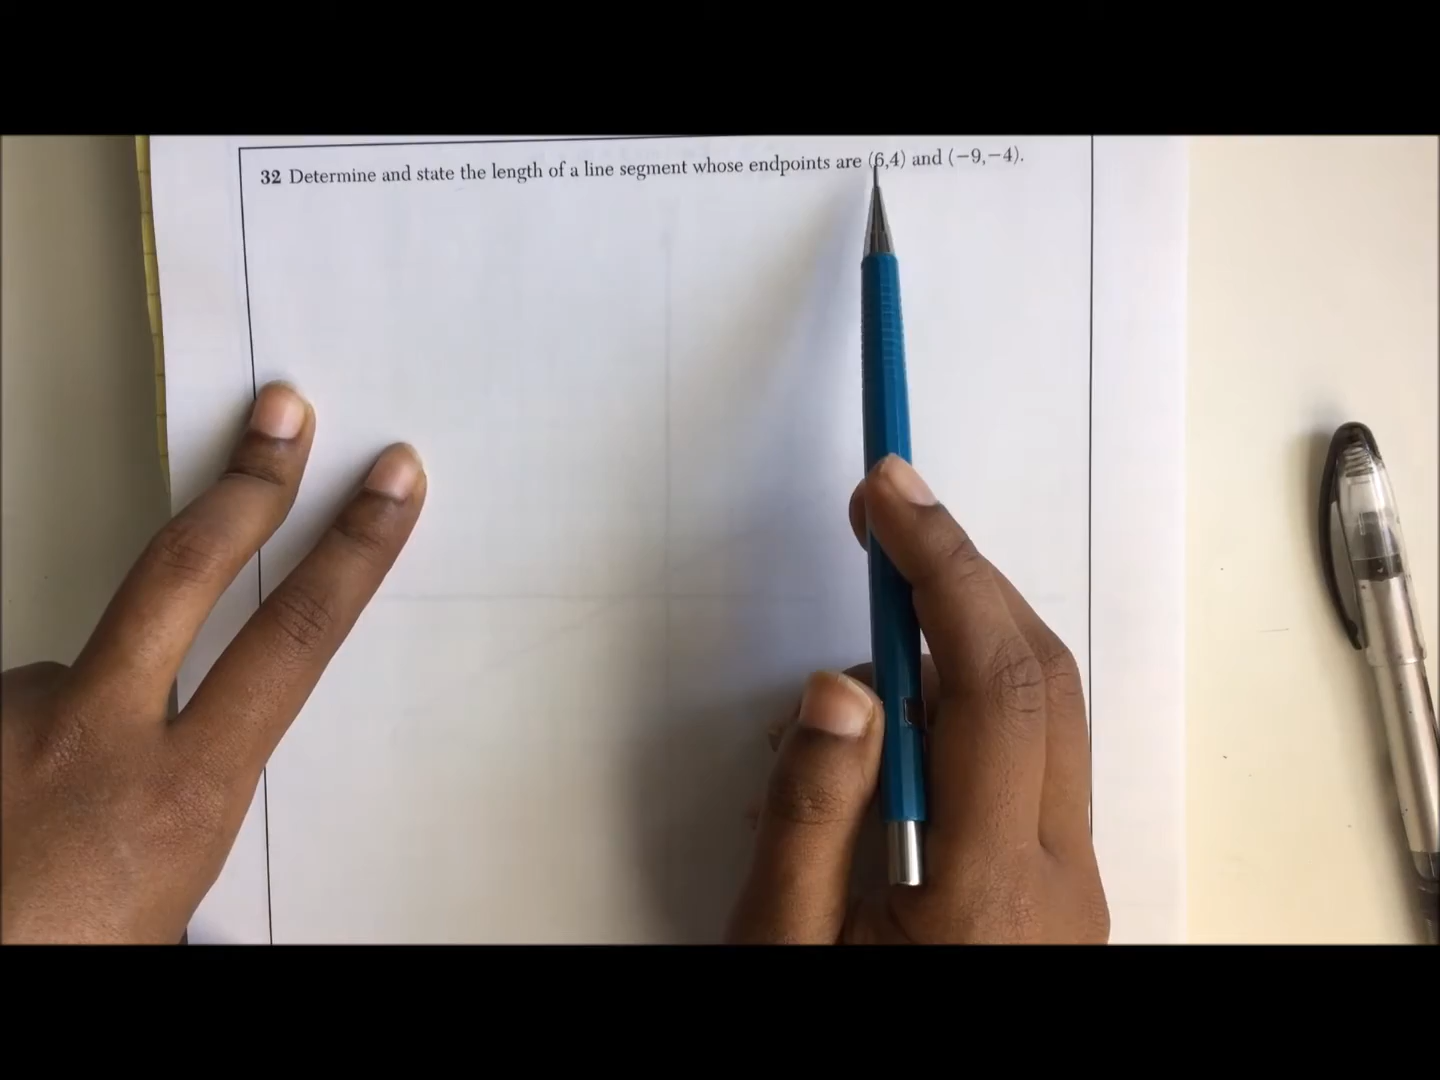 32 Determine and state the length of a line segment whose endpoints are (6,4) and (−9,−4).